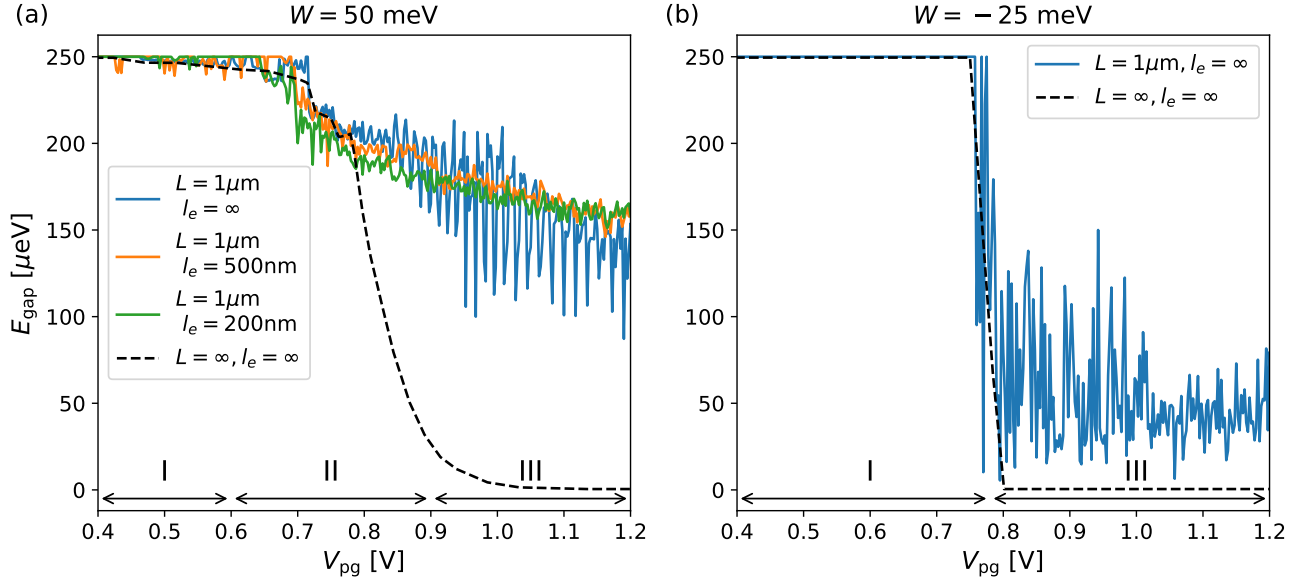 (a)
W = 50 meV
250
200
150
100
50
0
E_gap [μeV]
L = 1μm
l_e = ∞
L = 1μm
l_e = 500nm
L = 1μm
l_e = 200nm
L = ∞, l_e = ∞
I
II
III
0.4 0.5 0.6 0.7 0.8 0.9 1.0 1.1 1.2
V_pg [V]
(b)
W = −25 meV
250
200
150
100
50
0
L = 1μm, l_e = ∞
L = ∞, l_e = ∞
I
III
0.4 0.5 0.6 0.7 0.8 0.9 1.0 1.1 1.2
V_pg [V]